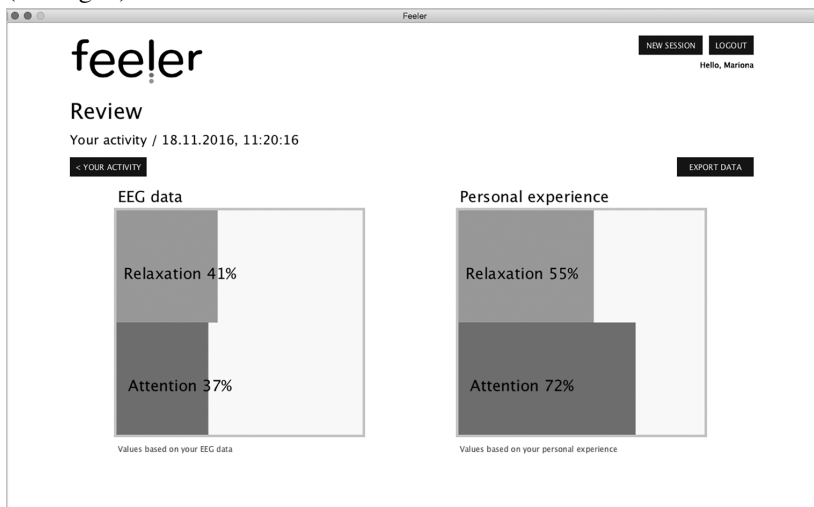 Feeler
feeler
NEW SESSION LOGOUT
Hello, Mariona
Review
Your activity / 18.11.2016, 11:20:16
< YOUR ACTIVITY
EXPORT DATA
EEG data
Relaxation 41%
Attention 37%
Values based on your EEG data
Personal experience
Relaxation 55%
Attention 72%
Values based on your personal experience